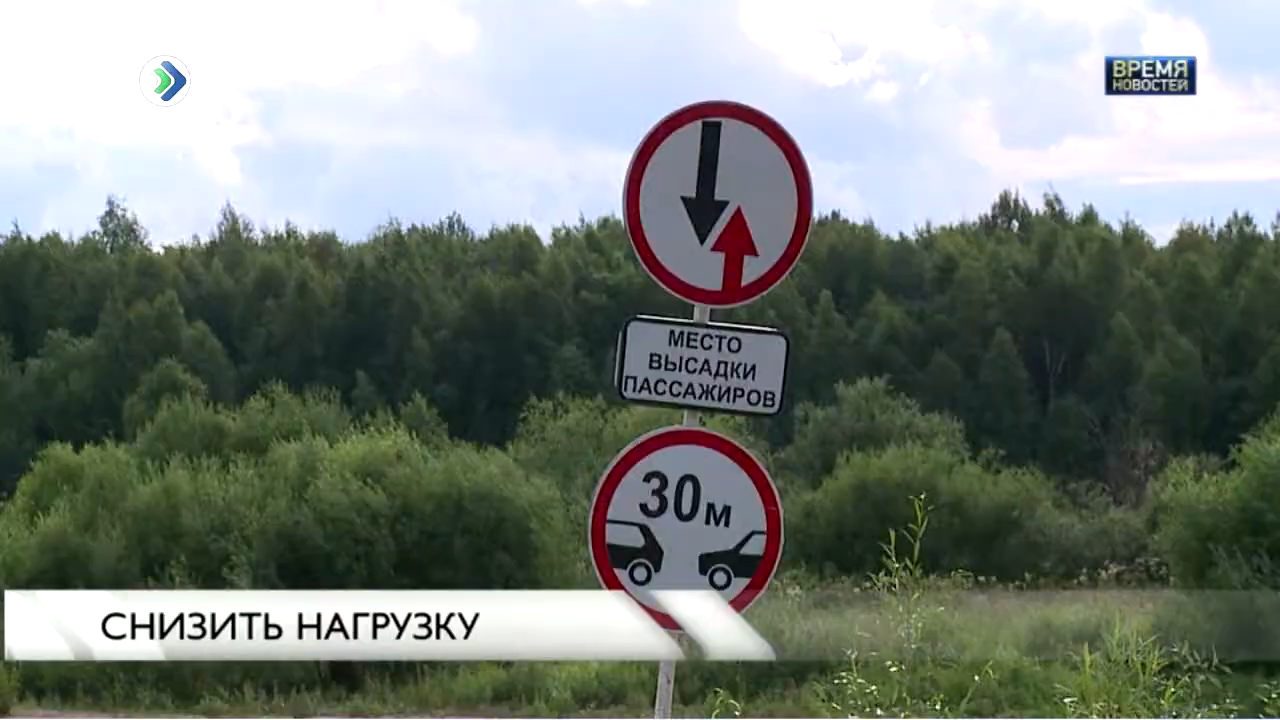 ВРЕМЯ
НОВОСТЕЙ
МЕСТО
ВЫСАДКИ
ПАССАЖИРОВ
30м
СНИЗИТЬ НАГРУЗКУ